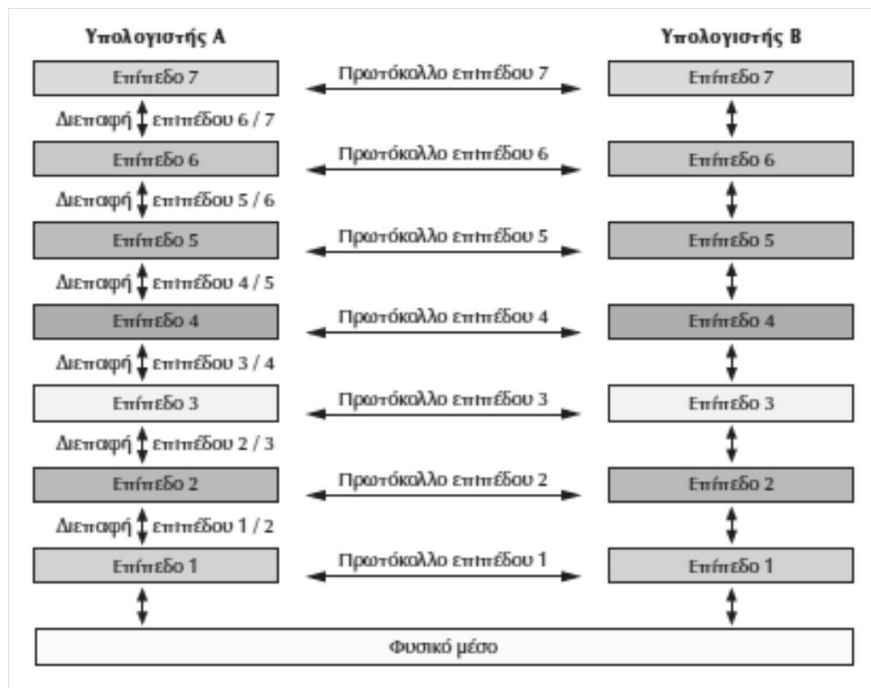 Υπολογιστής A Υπολογιστής B
Επίπεδο 7 Πρωτόκολλο επιπέδου 7 Επίπεδο 7
Διεπαφή επιπέδου 6 / 7
Επίπεδο 6 Πρωτόκολλο επιπέδου 6 Επίπεδο 6
Διεπαφή επιπέδου 5 / 6
Επίπεδο 5 Πρωτόκολλο επιπέδου 5 Επίπεδο 5
Διεπαφή επιπέδου 4 / 5
Επίπεδο 4 Πρωτόκολλο επιπέδου 4 Επίπεδο 4
Διεπαφή επιπέδου 3 / 4
Επίπεδο 3 Πρωτόκολλο επιπέδου 3 Επίπεδο 3
Διεπαφή επιπέδου 2 / 3
Επίπεδο 2 Πρωτόκολλο επιπέδου 2 Επίπεδο 2
Διεπαφή επιπέδου 1 / 2
Επίπεδο 1 Πρωτόκολλο επιπέδου 1 Επίπεδο 1
Φυσικό μέσο